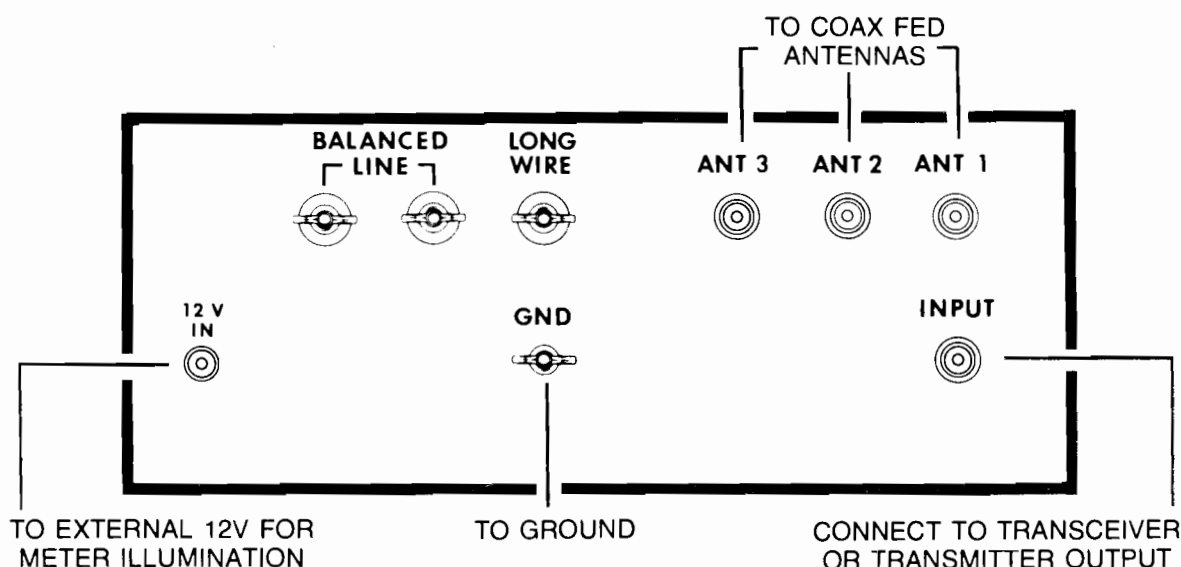 TO COAX FED
ANTENNAS
BALANCED
LINE
LONG
WIRE
ANT 3
ANT 2
ANT 1
12 V
IN
GND
INPUT
TO EXTERNAL 12V FOR
METER ILLUMINATION
TO GROUND
CONNECT TO TRANSCEIVER
OR TRANSMITTER OUTPUT